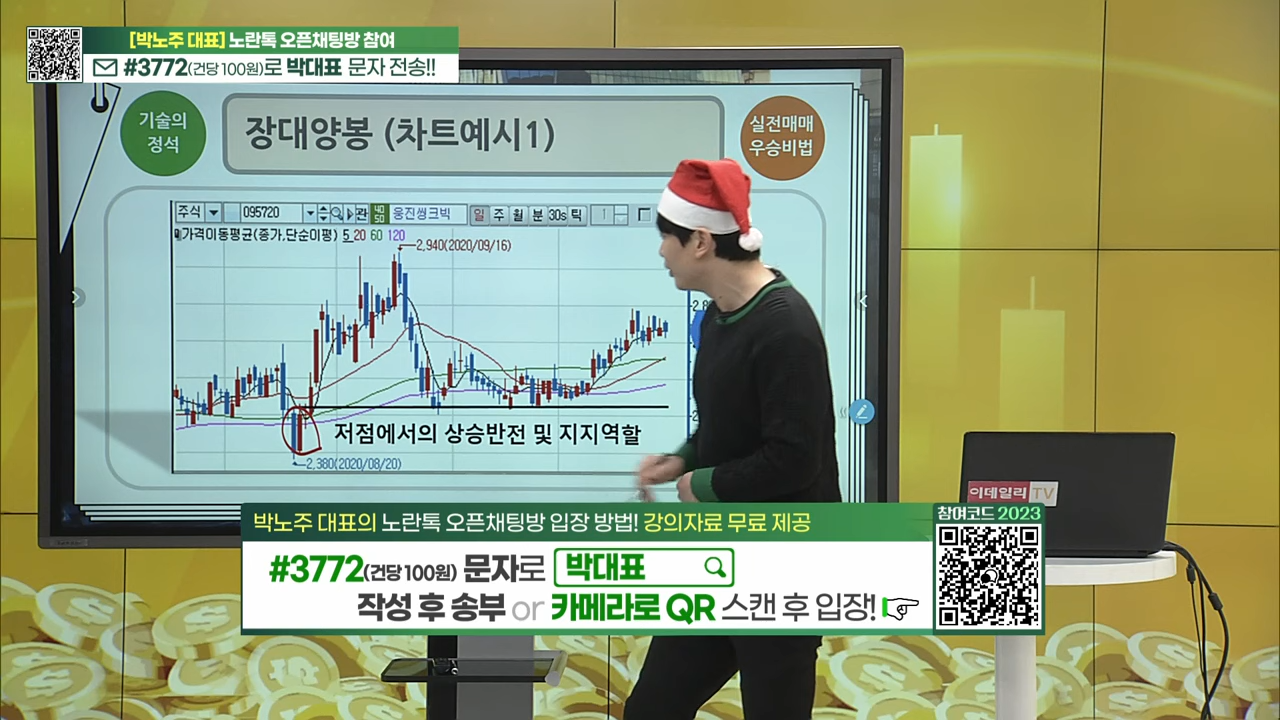 [박노주 대표] 노란톡 오픈채팅방 참여
#3772(건당 100원)로 박대표 문자 전송!!
기술의
정석
장대양봉 (차트예시1)
실전매매
우승비법
주식 095720 관 40 50 웅진씽크빅 일 주 월 분 30s 틱 1
가격이동평균(종가,단순이평) 5 20 60 120
2,940(2020/09/16)
저점에서의 상승반전 및 지지역할
2,380(2020/08/20)
이데일리 TV
박노주 대표의 노란톡 오픈채팅방 입장 방법! 강의자료 무료 제공
참여코드 2023
#3772(건당 100원) 문자로 박대표
작성 후 송부 or 카메라로 QR 스캔 후 입장!